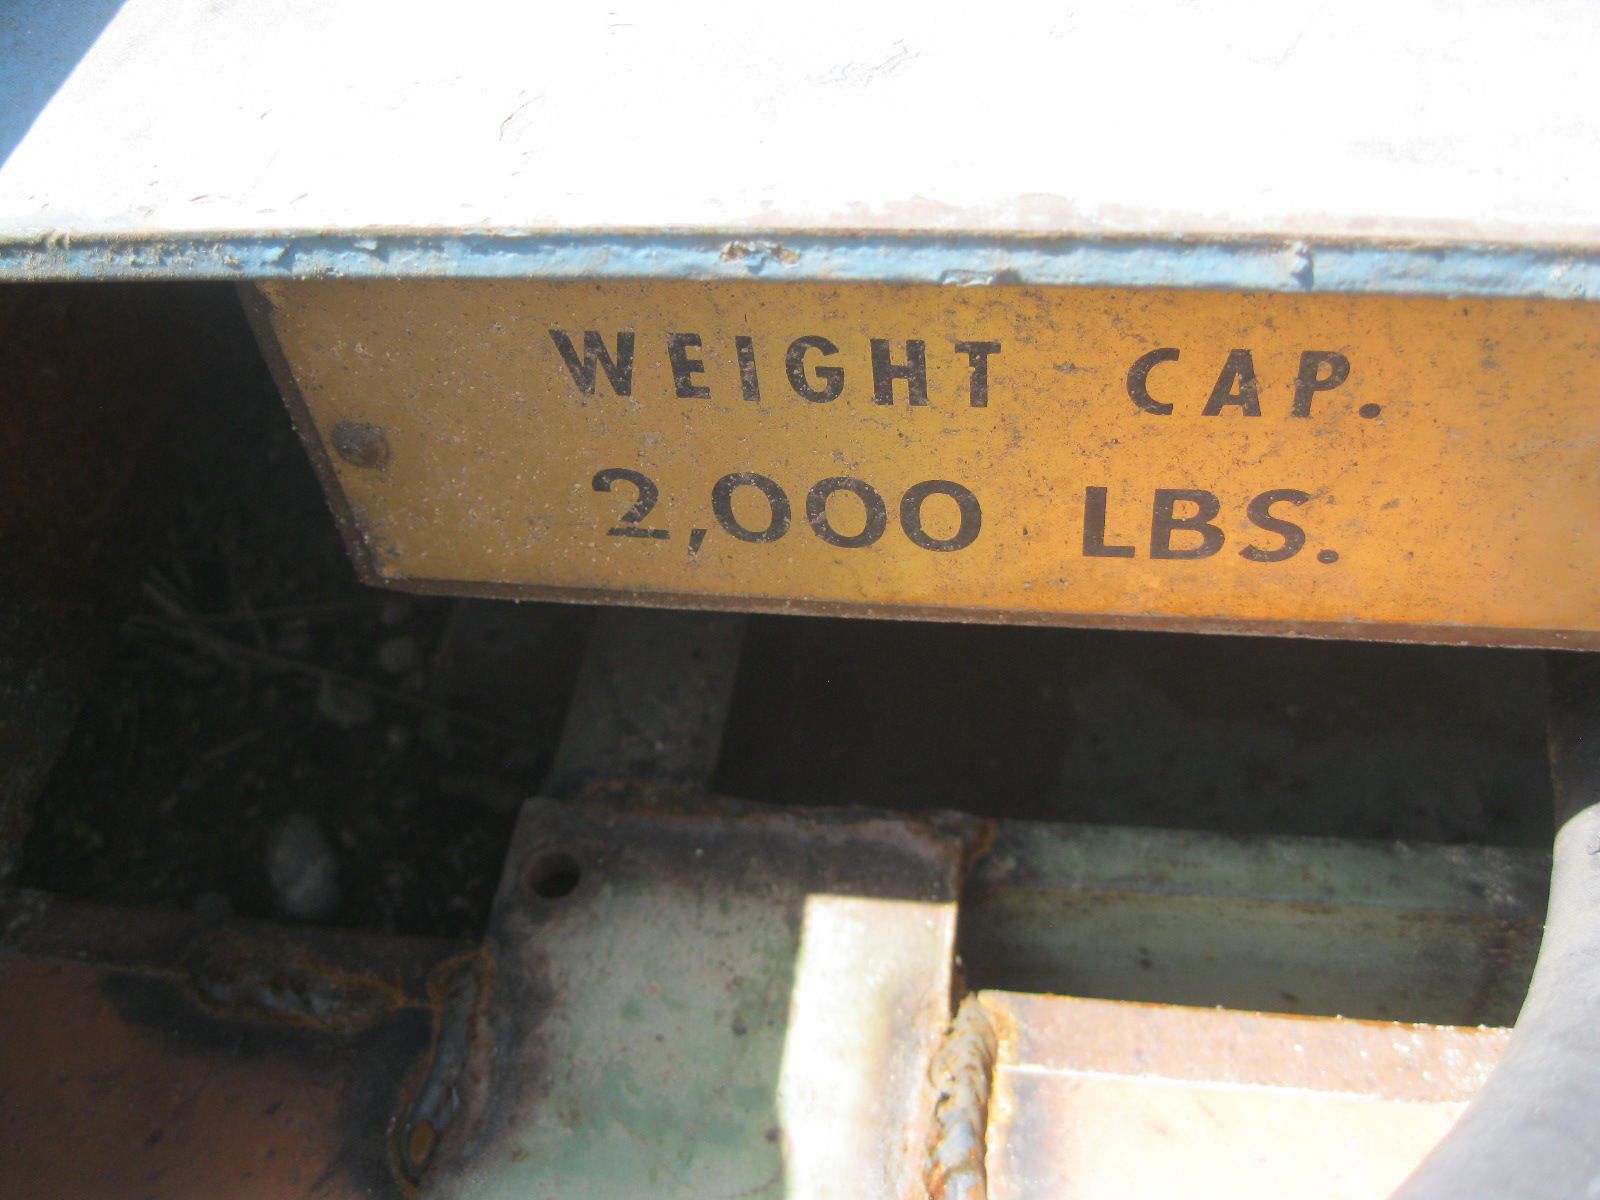 WEIGHT CAP.
2,000 LBS.